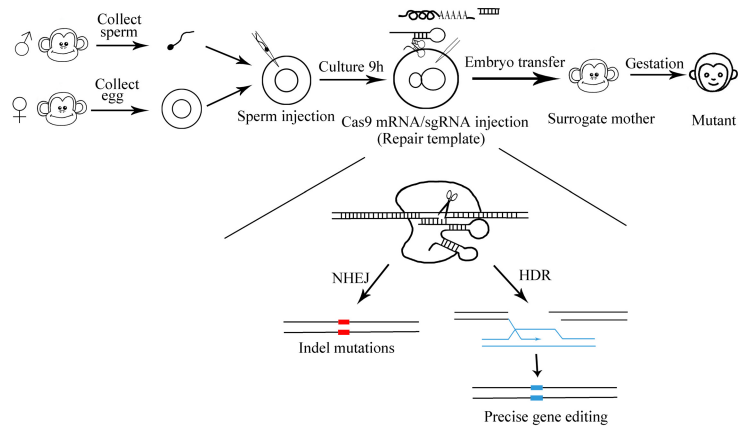 Collect
sperm
♂
Collect
egg
♀
Sperm injection
Culture 9h
AAAAA
Cas9 mRNA/sgRNA injection
(Repair template)
Embryo transfer
Surrogate mother
Gestation
Mutant
NHEJ
HDR
Indel mutations
Precise gene editing